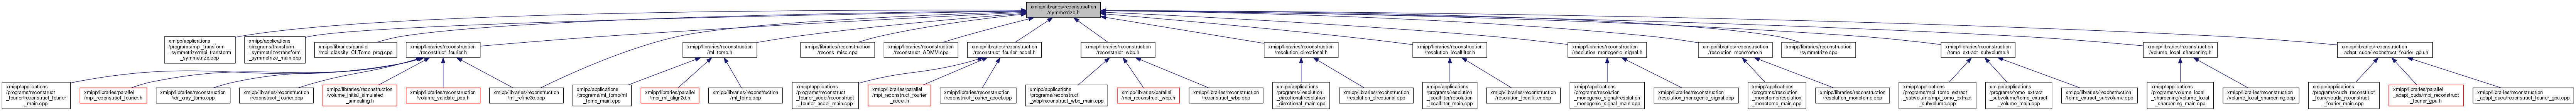 xmipp/libraries/reconstruction
/symmetrize.h
xmipp/applications
/programs/mpi_transform
_symmetrize/mpi_transform
_symmetrize.cpp
xmipp/applications
/programs/transform
_symmetrize/transform
_symmetrize_main.cpp
xmipp/libraries/parallel
/mpi_classify_CLTomo_prog.cpp
xmipp/libraries/reconstruction
/reconstruct_fourier.h
xmipp/libraries/reconstruction
/ml_tomo.h
xmipp/libraries/reconstruction
/recons_misc.cpp
xmipp/libraries/reconstruction
/reconstruct_ADMM.cpp
xmipp/libraries/reconstruction
/reconstruct_fourier_accel.h
xmipp/libraries/reconstruction
/reconstruct_wbp.h
xmipp/libraries/reconstruction
/resolution_directional.h
xmipp/libraries/reconstruction
/resolution_localfilter.h
xmipp/libraries/reconstruction
/resolution_monogenic_signal.h
xmipp/libraries/reconstruction
/resolution_monotomo.h
xmipp/libraries/reconstruction
/symmetrize.cpp
xmipp/libraries/reconstruction
/tomo_extract_subvolume.h
xmipp/libraries/reconstruction
/volume_local_sharpening.h
xmipp/libraries/reconstruction
_adapt_cuda/reconstruct_fourier_gpu.h
xmipp/applications
/programs/reconstruct
_fourier/reconstruct_fourier
_main.cpp
xmipp/libraries/parallel
/mpi_reconstruct_fourier.h
xmipp/libraries/reconstruction
/idr_xray_tomo.cpp
xmipp/libraries/reconstruction
/reconstruct_fourier.cpp
xmipp/libraries/reconstruction
/volume_initial_simulated
_annealing.h
xmipp/libraries/reconstruction
/volume_validate_pca.h
xmipp/libraries/reconstruction
/ml_refine3d.cpp
xmipp/applications
/programs/ml_tomo/ml
_tomo_main.cpp
xmipp/libraries/parallel
/mpi_ml_align2d.h
xmipp/libraries/reconstruction
/ml_tomo.cpp
xmipp/applications
/programs/reconstruct
_fourier_accel/reconstruct
_fourier_accel_main.cpp
xmipp/libraries/parallel
/mpi_reconstruct_fourier
_accel.h
xmipp/libraries/reconstruction
/reconstruct_fourier_accel.cpp
xmipp/applications
/programs/reconstruct
_wbp/reconstruct_wbp_main.cpp
xmipp/libraries/parallel
/mpi_reconstruct_wbp.h
xmipp/libraries/reconstruction
/reconstruct_wbp.cpp
xmipp/applications
/programs/resolution
_directional/resolution
_directional_main.cpp
xmipp/libraries/reconstruction
/resolution_directional.cpp
xmipp/applications
/programs/resolution
_localfilter/resolution
_localfilter_main.cpp
xmipp/libraries/reconstruction
/resolution_localfilter.cpp
xmipp/applications
/programs/resolution
_monogenic_signal/resolution
_monogenic_signal_main.cpp
xmipp/libraries/reconstruction
/resolution_monogenic_signal.cpp
xmipp/applications
/programs/resolution
_monotomo/resolution
_monotomo_main.cpp
xmipp/libraries/reconstruction
/resolution_monotomo.cpp
xmipp/applications
/programs/mpi_tomo_extract
_subvolume/mpi_tomo_extract
_subvolume.cpp
xmipp/applications
/programs/tomo_extract
_subvolume/tomo_extract
_subvolume_main.cpp
xmipp/libraries/reconstruction
/tomo_extract_subvolume.cpp
xmipp/applications
/programs/volume_local
_sharpening/volume_local
_sharpening_main.cpp
xmipp/libraries/reconstruction
/volume_local_sharpening.cpp
xmipp/applications
/programs/cuda_reconstruct
_fourier/cuda_reconstruct
_fourier_main.cpp
xmipp/libraries/parallel
_adapt_cuda/mpi_reconstruct
_fourier_gpu.h
xmipp/libraries/reconstruction
_adapt_cuda/reconstruct_fourier_gpu.cpp